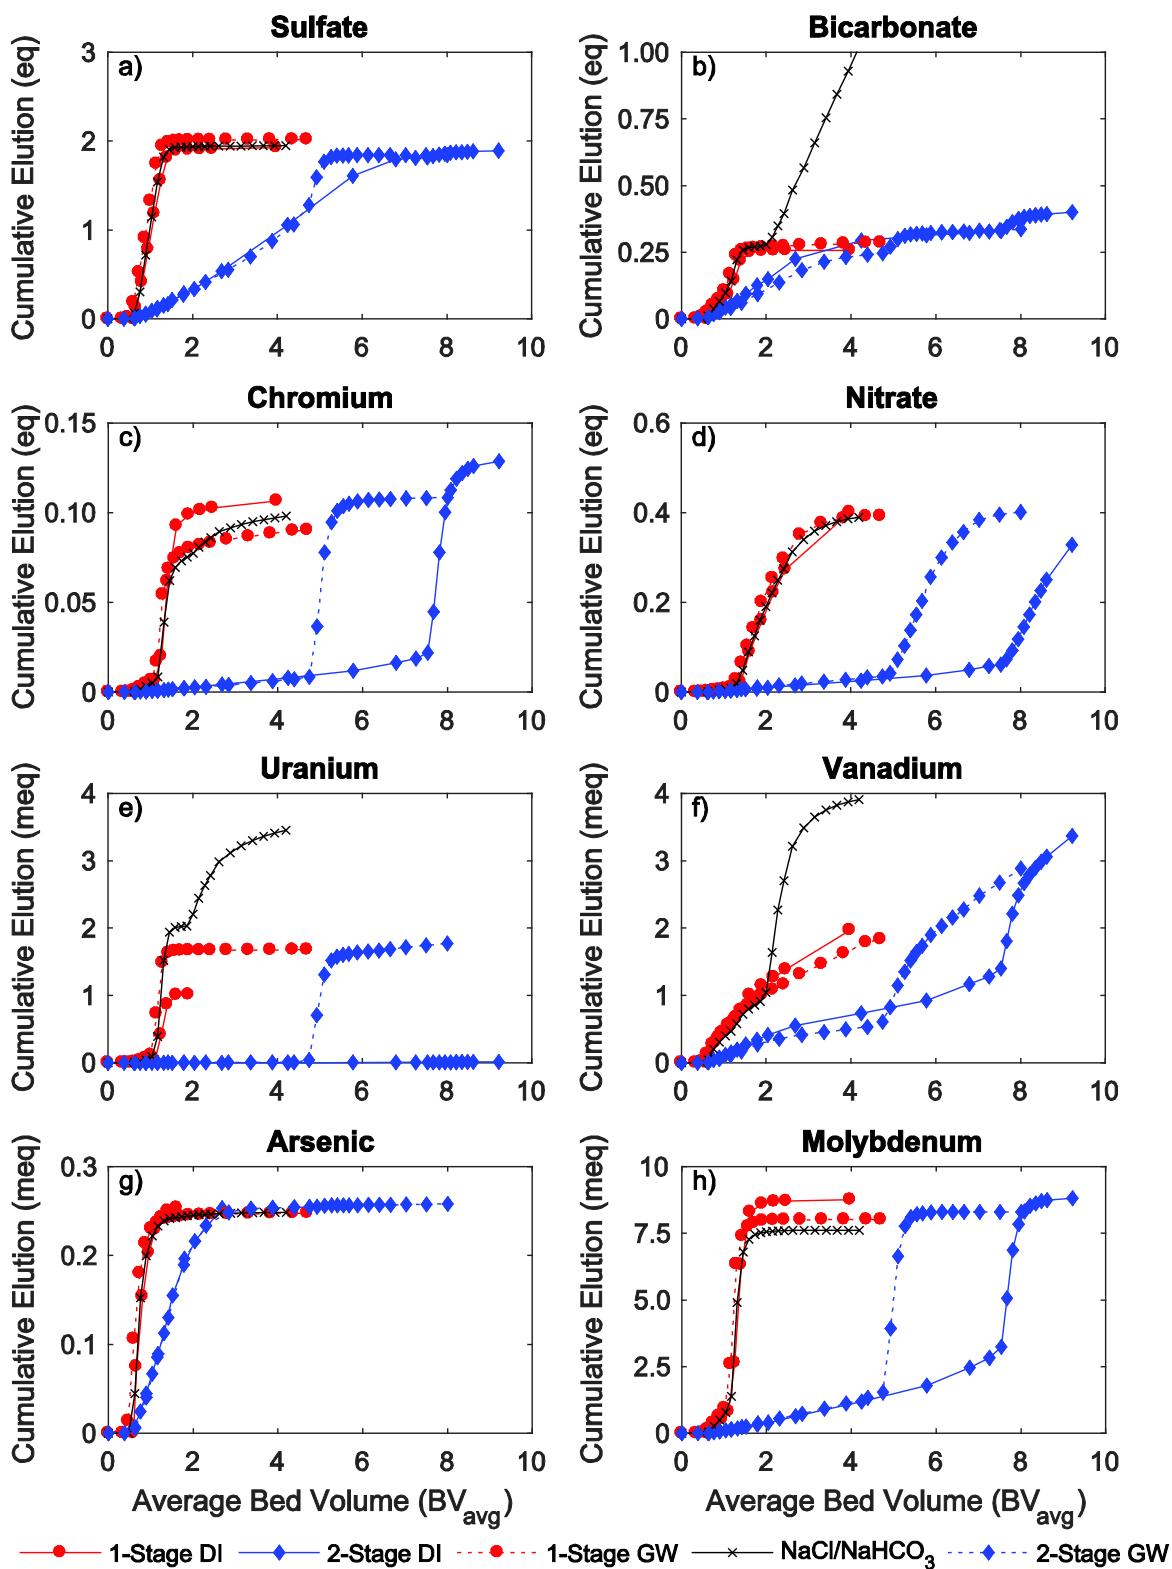 Sulfate
Bicarbonate
a)
b)
Cumulative Elution (eq)
3
2
1
0
0 2 4 6 8 10
Cumulative Elution (eq)
1.00
0.75
0.50
0.25
0
0 2 4 6 8 10
Chromium
Nitrate
c)
d)
Cumulative Elution (eq)
0.15
0.10
0.05
0
0 2 4 6 8 10
Cumulative Elution (eq)
0.6
0.4
0.2
0
0 2 4 6 8 10
Uranium
Vanadium
e)
f)
Cumulative Elution (meq)
4
3
2
1
0
0 2 4 6 8 10
Cumulative Elution (meq)
4
3
2
1
0
0 2 4 6 8 10
Arsenic
Molybdenum
g)
h)
Cumulative Elution (meq)
0.3
0.2
0.1
0
0 2 4 6 8 10
Average Bed Volume (BVavg)
Cumulative Elution (meq)
10
7.5
5.0
2.5
0
0 2 4 6 8 10
Average Bed Volume (BVavg)
1-Stage DI 2-Stage DI 1-Stage GW NaCl/NaHCO3 2-Stage GW